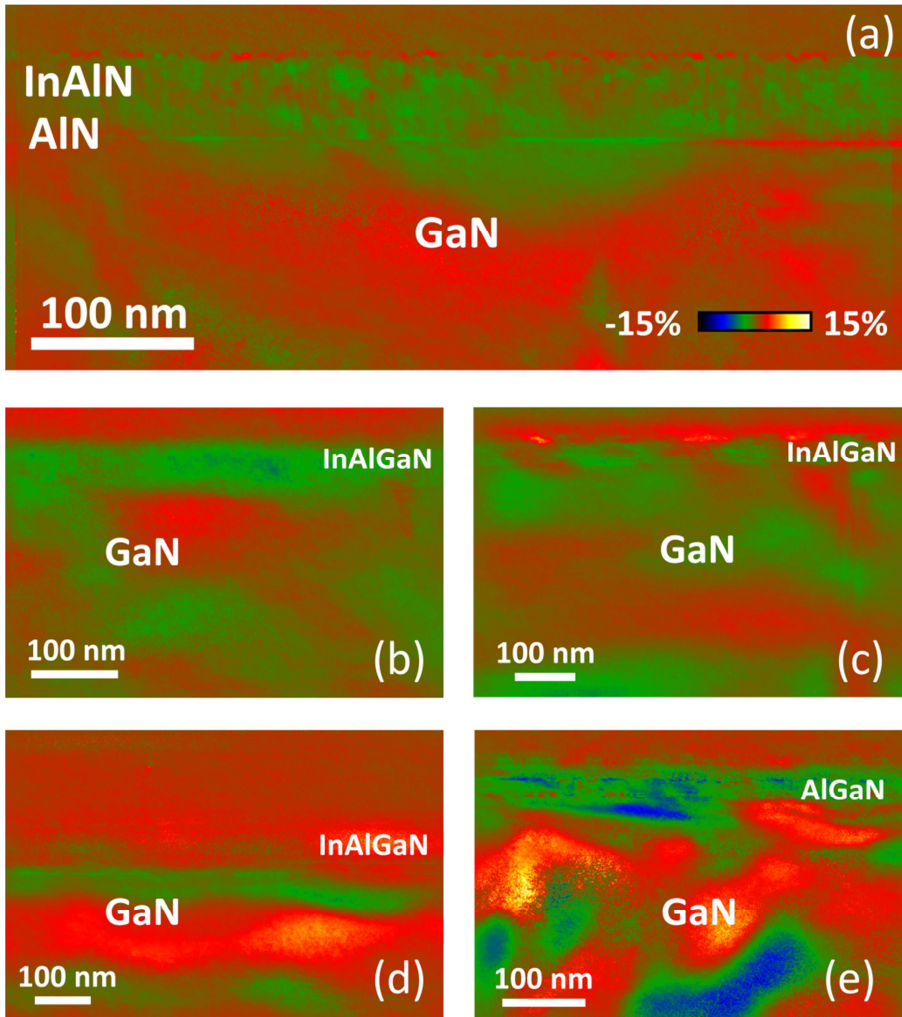 (a)
InAlN
AlN
GaN
100 nm
-15% 15%
InAlGaN
GaN
100 nm
(b)
InAlGaN
GaN
100 nm
(c)
InAlGaN
GaN
100 nm
(d)
AlGaN
GaN
100 nm
(e)